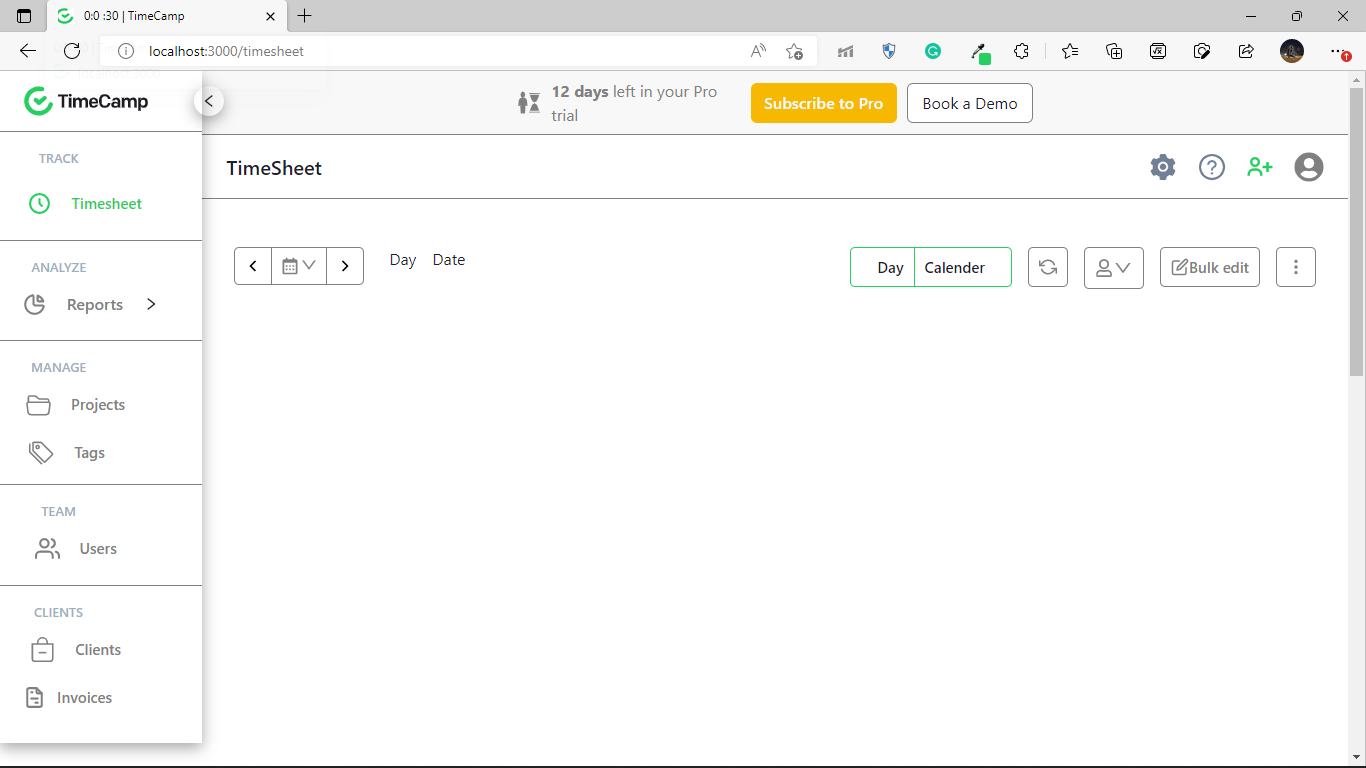 0:0 :30 | TimeCamp
localhost:3000/timesheet
TimeCamp
12 days left in your Pro
trial
Subscribe to Pro
Book a Demo
TRACK
Timesheet
TimeSheet
ANALYZE
Reports
Day Date
Day Calender
Bulk edit
MANAGE
Projects
Tags
TEAM
Users
CLIENTS
Clients
Invoices